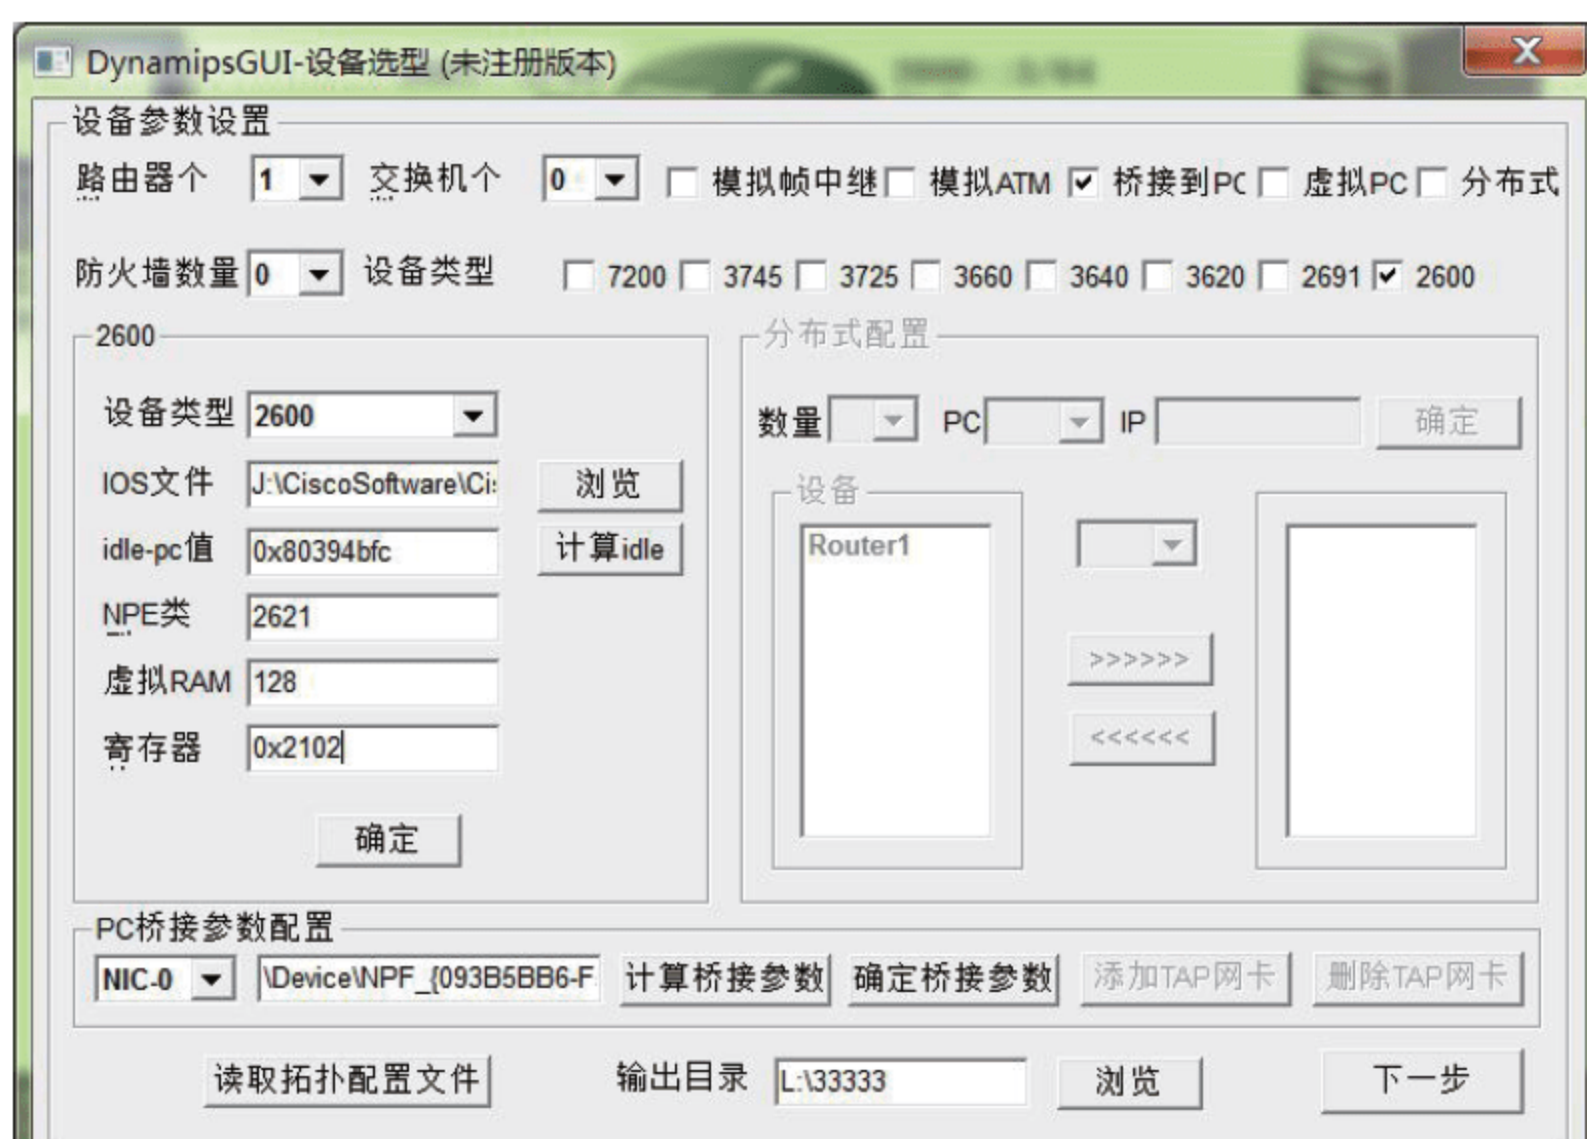 DynamipsGUI-设备选型 (未注册版本)
设备参数设置
路由器个 1 交换机个 0 模拟帧中继 模拟ATM 桥接到PC 虚拟PC 分布式
防火墙数量 0 设备类型 7200 3745 3725 3660 3640 3620 2691 2600
2600
设备类型 2600
IOS文件 J:\CiscoSoftware\Ci 浏览
idle-pc值 0x80394bfc 计算idle
NPE类 2621
虚拟RAM 128
寄存器 0x2102
确定
分布式配置
数量 PC IP 确定
设备
Router1
>>>>>>
<<<<<<
PC桥接参数配置
NIC-0 \Device\NPF_{093B5BB6-F 计算桥接参数 确定桥接参数 添加TAP网卡 删除TAP网卡
读取拓扑配置文件 输出目录 L:\33333 浏览 下一步